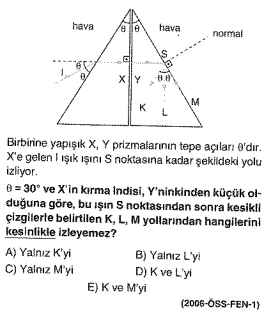 hava
hava
θ
θ
normal
S
I
X
Y
θ
θ
θ
K
L
M
Birbirine yapışık X, Y prizmalarının tepe açıları θ'dır.
X'e gelen I ışık ışını S noktasına kadar şekildeki yolu
izliyor.
θ = 30° ve X'in kırma indisi, Y'ninkinden küçük ol-
duğuna göre, bu ışın S noktasından sonra kesikli
çizgilerle belirtilen K, L, M yollarından hangilerini
kesinlikle izleyemez?
A) Yalnız K'yi
B) Yalnız L'yi
C) Yalnız M'yi
D) K ve L'yi
E) K ve M'yi
(2006-ÖSS-FEN-1)